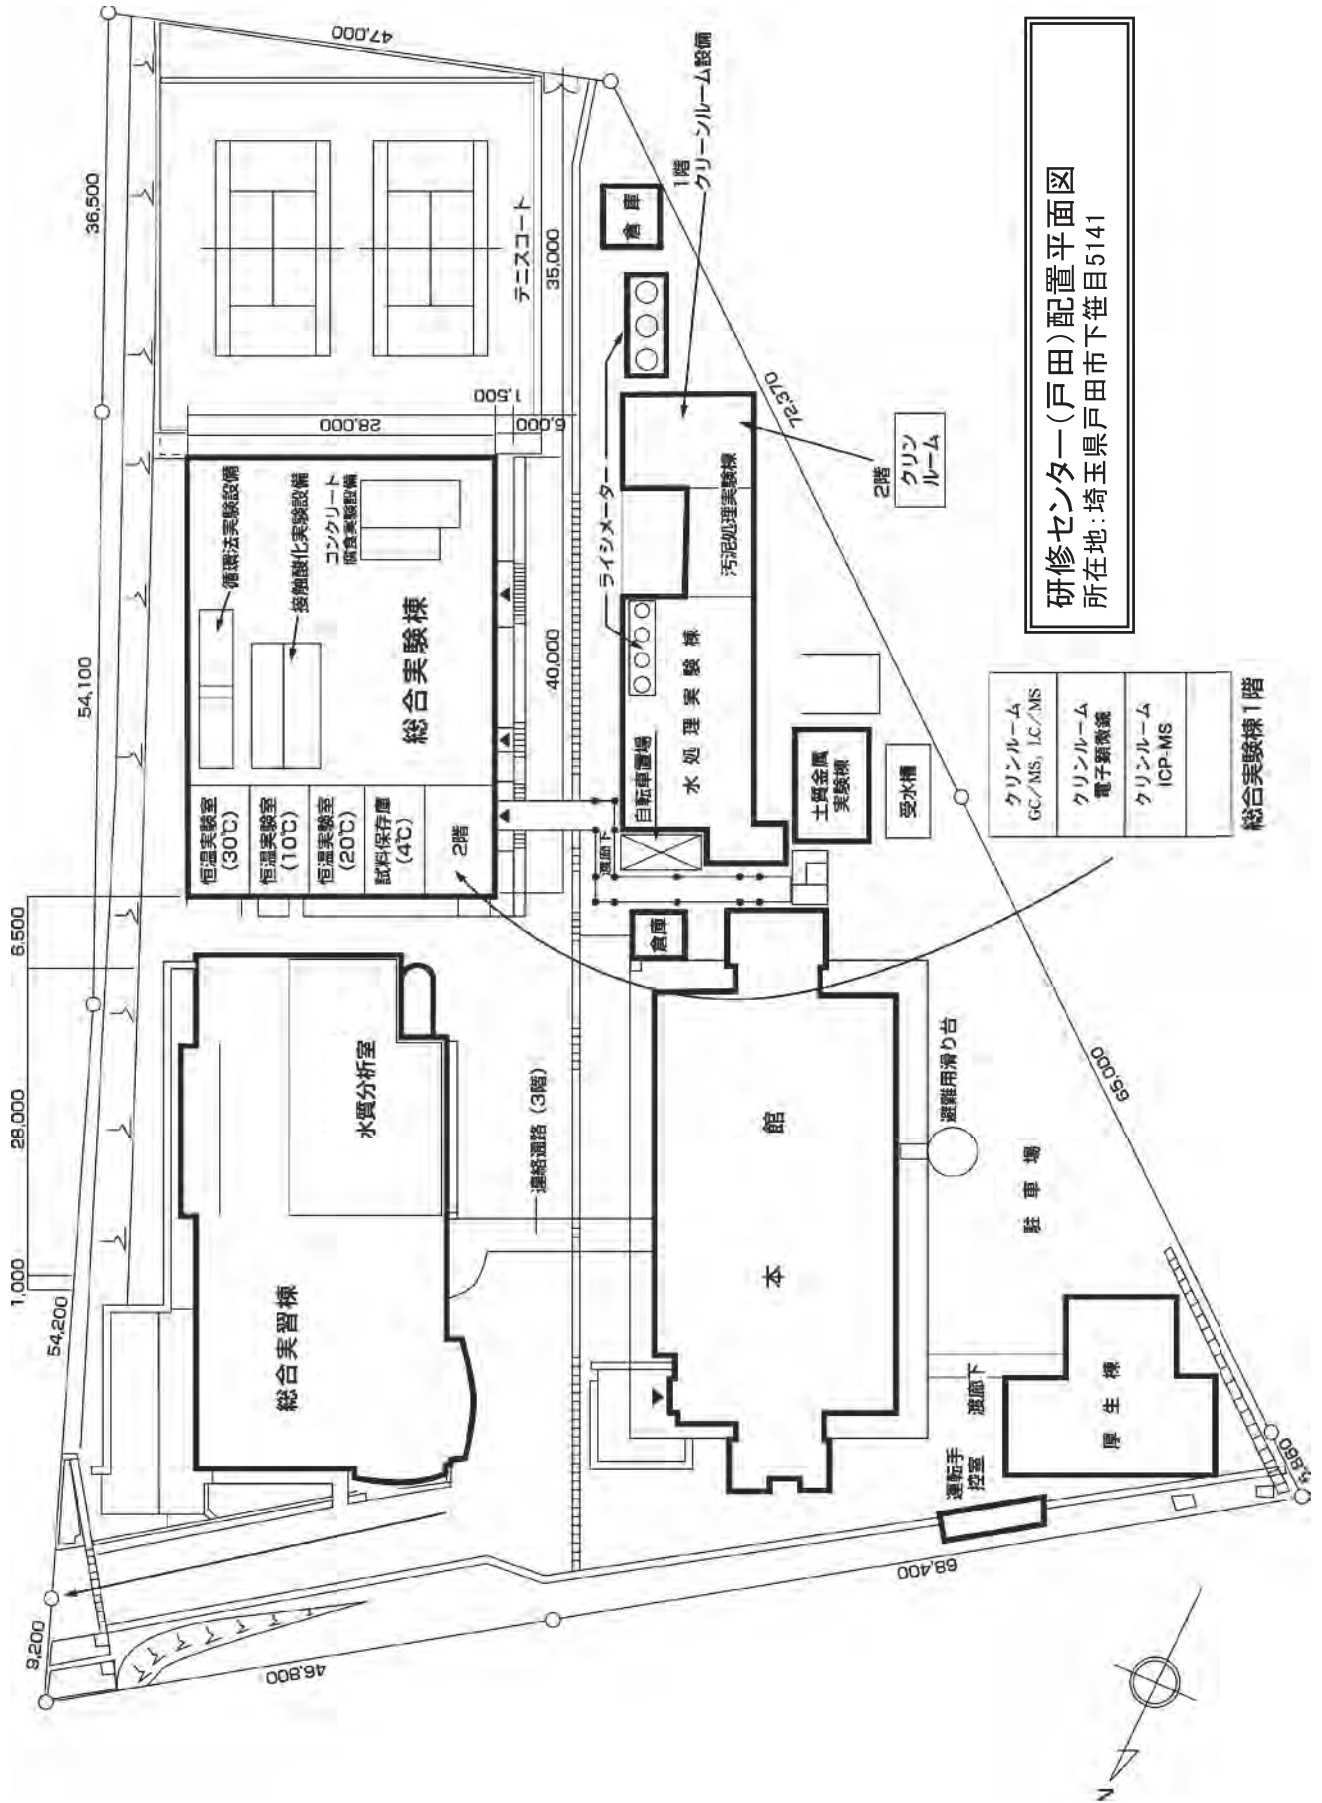 研修センター(戸田)配置平面図
所在地:埼玉県戸田市下笹目5141
9,200
54,200
1,000
28,000
6,500
54,100
36,500
47,000
総合実習棟
水質分析室
恒温実験室
(30℃)
恒温実験室
(10℃)
恒温実験室
(20℃)
試料保存庫
(4℃)
2階
総合実験棟
循環法実験設備
接触酸化実験設備
コンクリート
腐食実験設備
28,000
1,500
6,000
テニスコート
35,000
40,000
連絡通路(3階)
渡廊下
倉庫
自転車置場
水処理実験棟
ライシメーター
汚泥処理実験棟
倉庫
1階
クリーンルーム設備
2階
クリン
ルーム
72,370
土質金属
実験棟
受水槽
本館
避難用滑り台
駐車場
65,000
渡廊下
厚生棟
運転手
控室
46,800
68,400
クリンルーム
GC/MS, LC/MS
クリンルーム
電子顕微鏡
クリンルーム
ICP-MS
総合実験棟1階
N